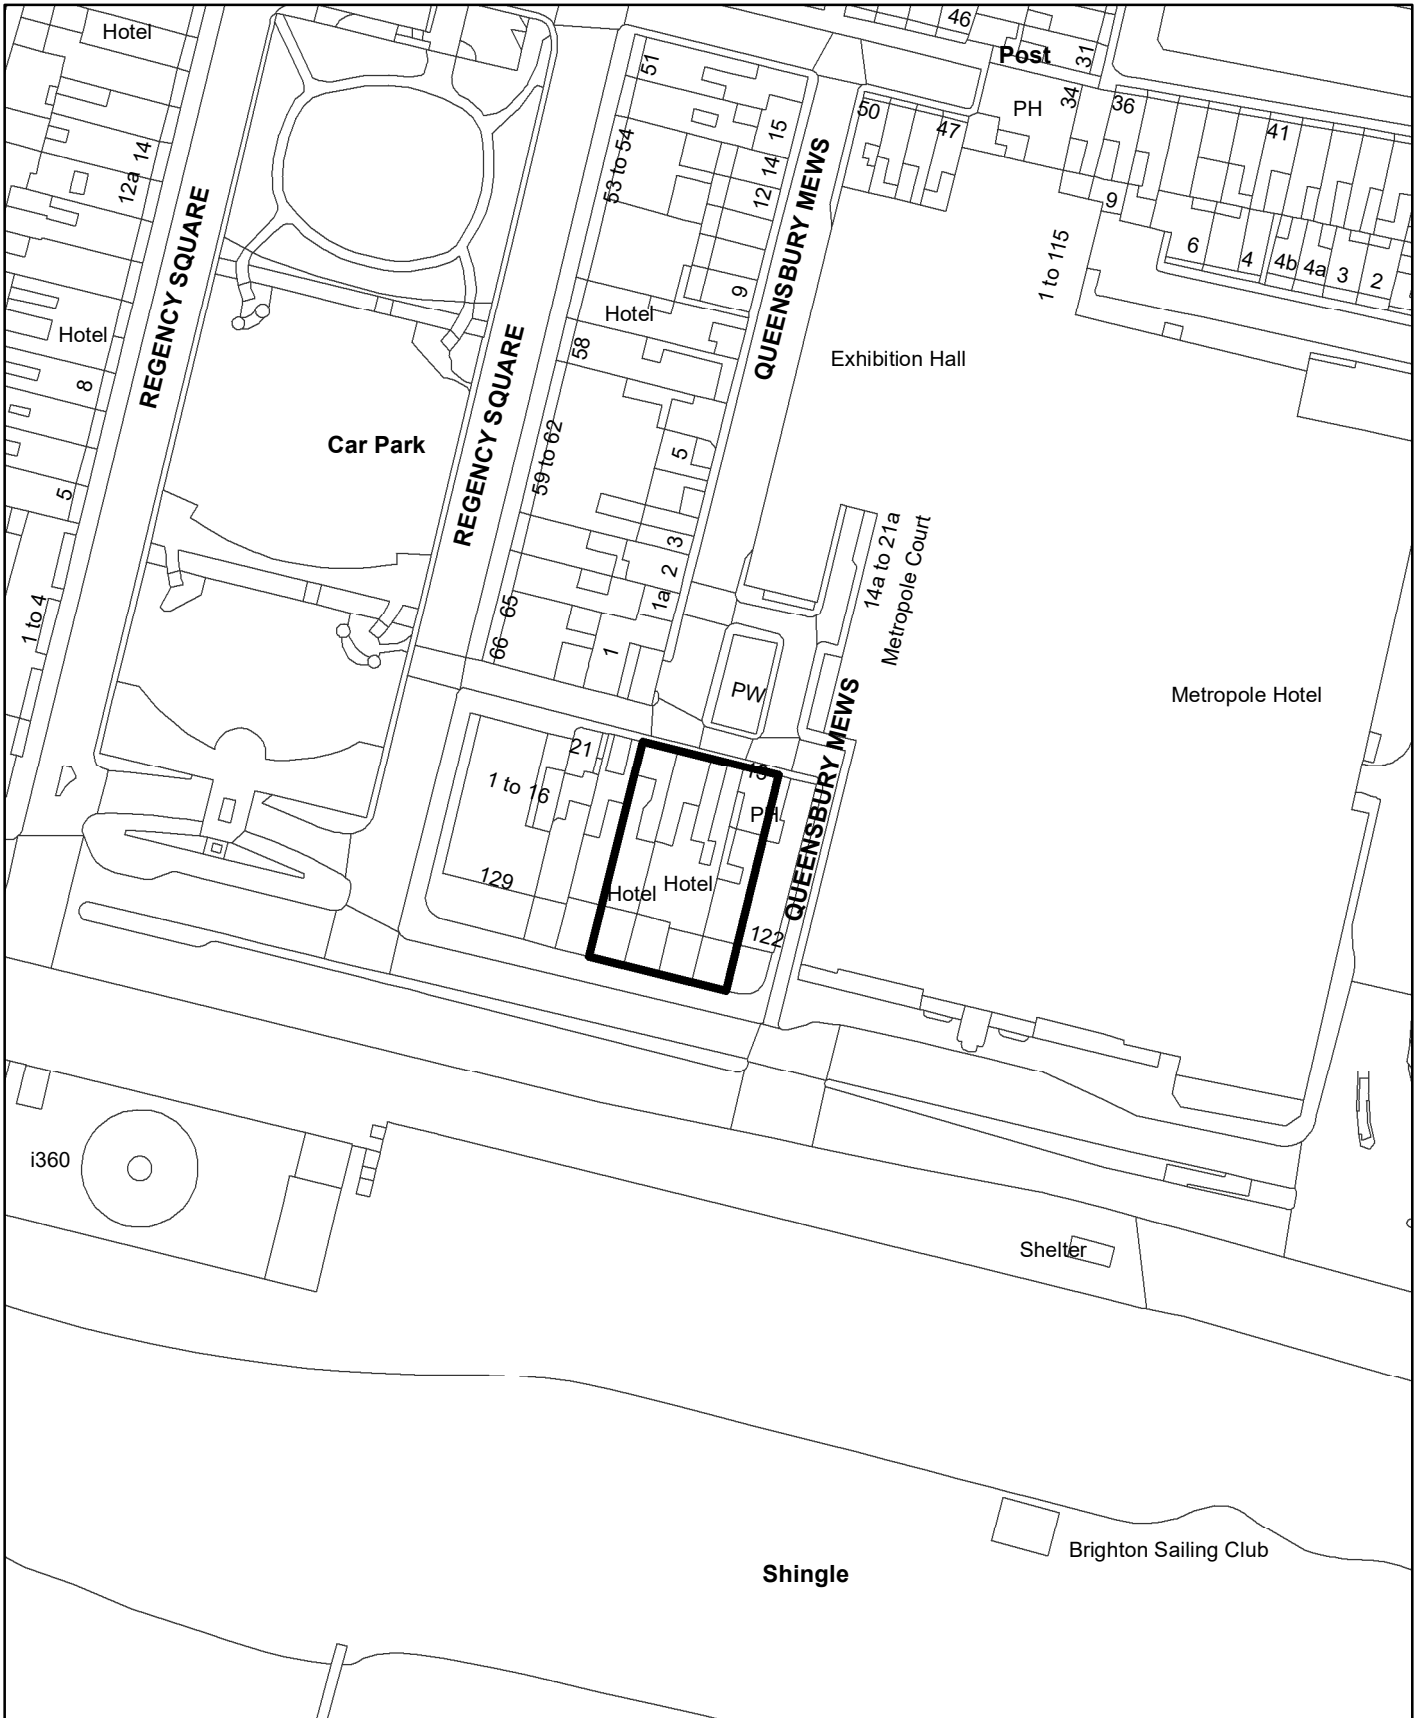 Hotel
46
Post
31
51
PH
34
36
50
47
41
15
14
53 to 54
14
12a
12
9
REGENCY SQUARE
QUEENSBURY MEWS
6
4
4b
4a
3
2
1 to 115
9
Hotel
Hotel
58
8
REGENCY SQUARE
Exhibition Hall
Car Park
59 to 62
5
5
3
2
1a
14a to 21a
Metropole Court
1 to 4
65
66
1
PW
QUEENSBURY MEWS
Metropole Hotel
21
1 to 16
PH
129
Hotel
Hotel
122
i360
Shelter
Brighton Sailing Club
Shingle